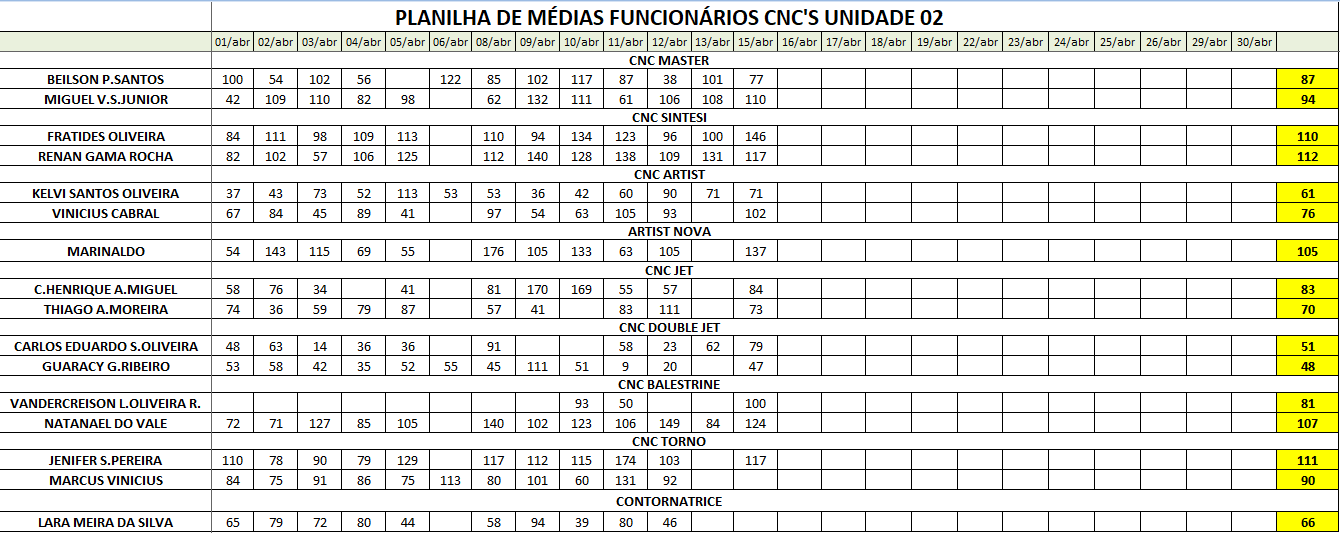 PLANILHA DE MÉDIAS FUNCIONÁRIOS CNC'S UNIDADE 02
01/abr 02/abr 03/abr 04/abr 05/abr 06/abr 08/abr 09/abr 10/abr 11/abr 12/abr 13/abr 15/abr 16/abr 17/abr 18/abr 19/abr 22/abr 23/abr 24/abr 25/abr 26/abr 29/abr 30/abr
CNC MASTER
BEILSON P.SANTOS 100 54 102 56 122 85 102 117 87 38 101 77 87
MIGUEL V.S.JUNIOR 42 109 110 82 98 62 132 111 61 106 108 110 94
CNC SINTESI
FRATIDES OLIVEIRA 84 111 98 109 113 110 94 134 123 96 100 146 110
RENAN GAMA ROCHA 82 102 57 106 125 112 140 128 138 109 131 117 112
CNC ARTIST
KELVI SANTOS OLIVEIRA 37 43 73 52 113 53 53 36 42 60 90 71 71 61
VINICIUS CABRAL 67 84 45 89 41 97 54 63 105 93 102 76
ARTIST NOVA
MARINALDO 54 143 115 69 55 176 105 133 63 105 137 105
CNC JET
C.HENRIQUE A.MIGUEL 58 76 34 41 81 170 169 55 57 84 83
THIAGO A.MOREIRA 74 36 59 79 87 57 41 83 111 73 70
CNC DOUBLE JET
CARLOS EDUARDO S.OLIVEIRA 48 63 14 36 36 91 58 23 62 79 51
GUARACY G.RIBEIRO 53 58 42 35 52 55 45 111 51 9 20 47 48
CNC BALESTRINE
VANDERCREISON L.OLIVEIRA R. 93 50 100 81
NATANAEL DO VALE 72 71 127 85 105 140 102 123 106 149 84 124 107
CNC TORNO
JENIFER S.PEREIRA 110 78 90 79 129 117 112 115 174 103 117 111
MARCUS VINICIUS 84 75 91 86 75 113 80 101 60 131 92 90
CONTORNATRICE
LARA MEIRA DA SILVA 65 79 72 80 44 58 94 39 80 46 66